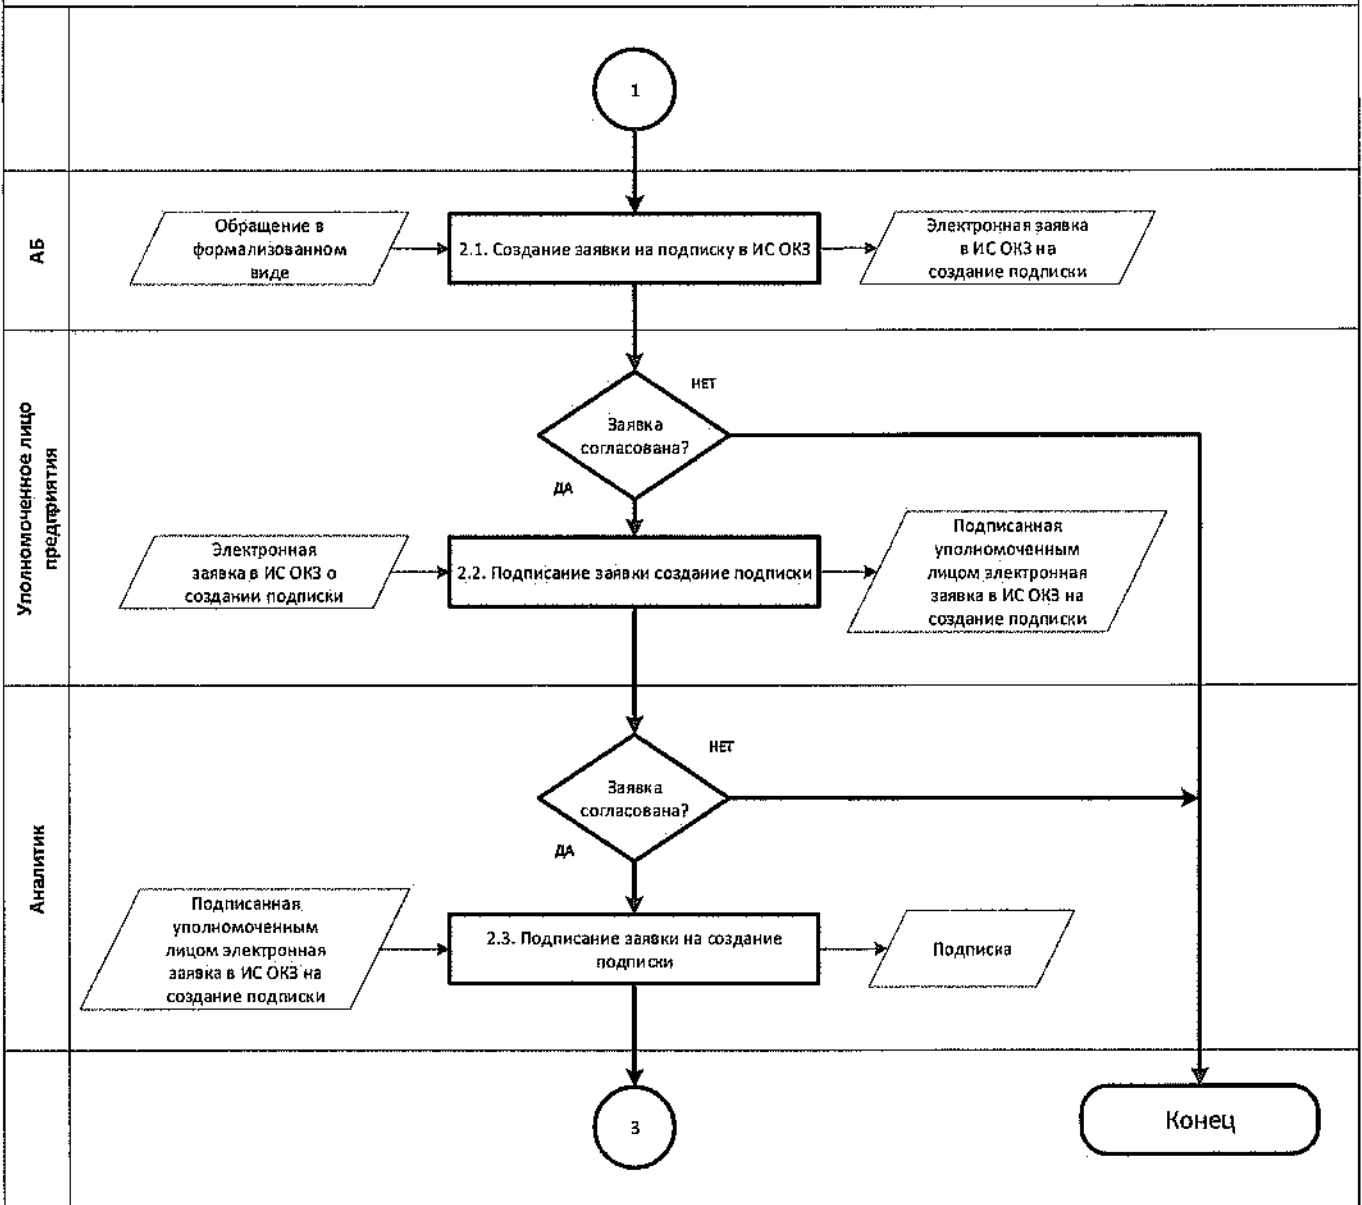 1
АБ
Обращение в
формализованном
виде
2.1. Создание заявки на подписку в ИС ОКЗ
Электронная заявка
в ИС ОКЗ на
создание подписки
Уполномоченное лицо
предприятия
НЕТ
Заявка
согласована?
ДА
Электронная
заявка в ИС ОКЗ о
создании подписки
2.2. Подписание заявки создание подписки
Подписанная
уполномоченным
лицом электронная
заявка в ИС ОКЗ на
создание подписки
Аналитик
НЕТ
Заявка
согласована?
ДА
Подписанная
уполномоченным
лицом электронная
заявка в ИС ОКЗ на
создание подписки
2.3. Подписание заявки на создание
подписки
Подписка
3
Конец